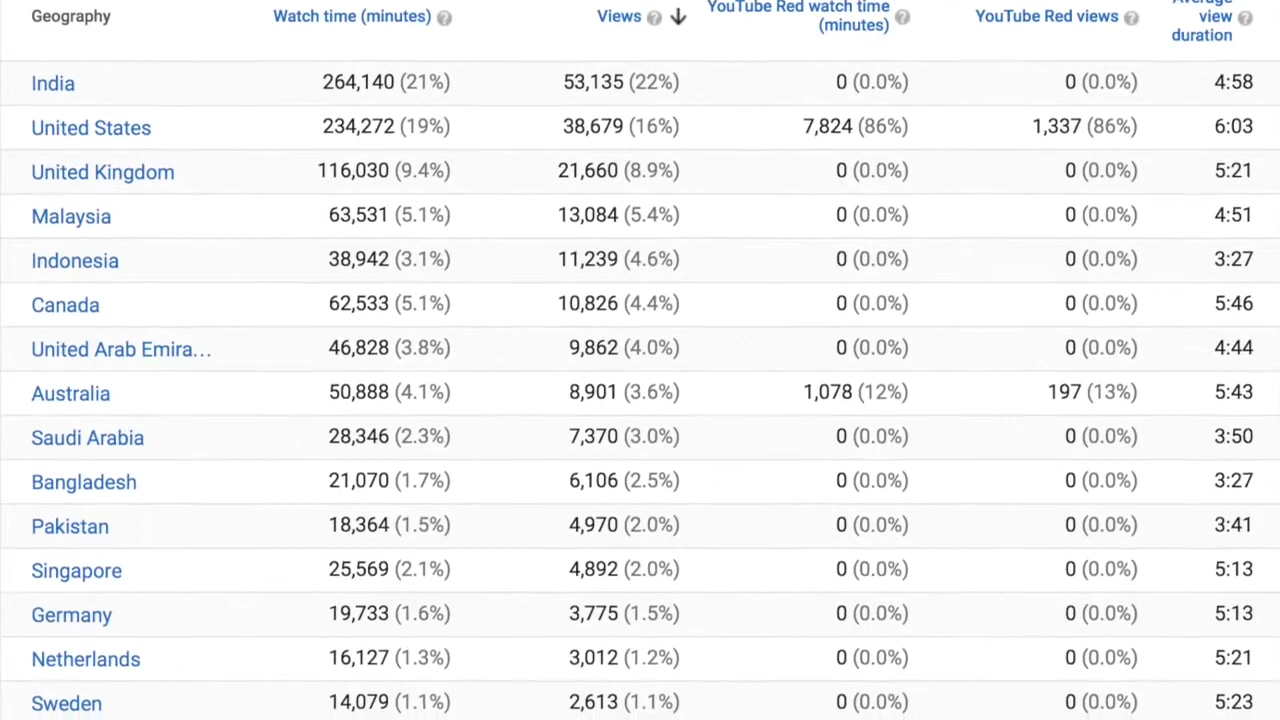 Geography Watch time (minutes) ? Views ? ↓ YouTube Red watch time (minutes) ? YouTube Red views ? Average view duration ?
India 264,140 (21%) 53,135 (22%) 0 (0.0%) 0 (0.0%) 4:58
United States 234,272 (19%) 38,679 (16%) 7,824 (86%) 1,337 (86%) 6:03
United Kingdom 116,030 (9.4%) 21,660 (8.9%) 0 (0.0%) 0 (0.0%) 5:21
Malaysia 63,531 (5.1%) 13,084 (5.4%) 0 (0.0%) 0 (0.0%) 4:51
Indonesia 38,942 (3.1%) 11,239 (4.6%) 0 (0.0%) 0 (0.0%) 3:27
Canada 62,533 (5.1%) 10,826 (4.4%) 0 (0.0%) 0 (0.0%) 5:46
United Arab Emira... 46,828 (3.8%) 9,862 (4.0%) 0 (0.0%) 0 (0.0%) 4:44
Australia 50,888 (4.1%) 8,901 (3.6%) 1,078 (12%) 197 (13%) 5:43
Saudi Arabia 28,346 (2.3%) 7,370 (3.0%) 0 (0.0%) 0 (0.0%) 3:50
Bangladesh 21,070 (1.7%) 6,106 (2.5%) 0 (0.0%) 0 (0.0%) 3:27
Pakistan 18,364 (1.5%) 4,970 (2.0%) 0 (0.0%) 0 (0.0%) 3:41
Singapore 25,569 (2.1%) 4,892 (2.0%) 0 (0.0%) 0 (0.0%) 5:13
Germany 19,733 (1.6%) 3,775 (1.5%) 0 (0.0%) 0 (0.0%) 5:13
Netherlands 16,127 (1.3%) 3,012 (1.2%) 0 (0.0%) 0 (0.0%) 5:21
Sweden 14,079 (1.1%) 2,613 (1.1%) 0 (0.0%) 0 (0.0%) 5:23